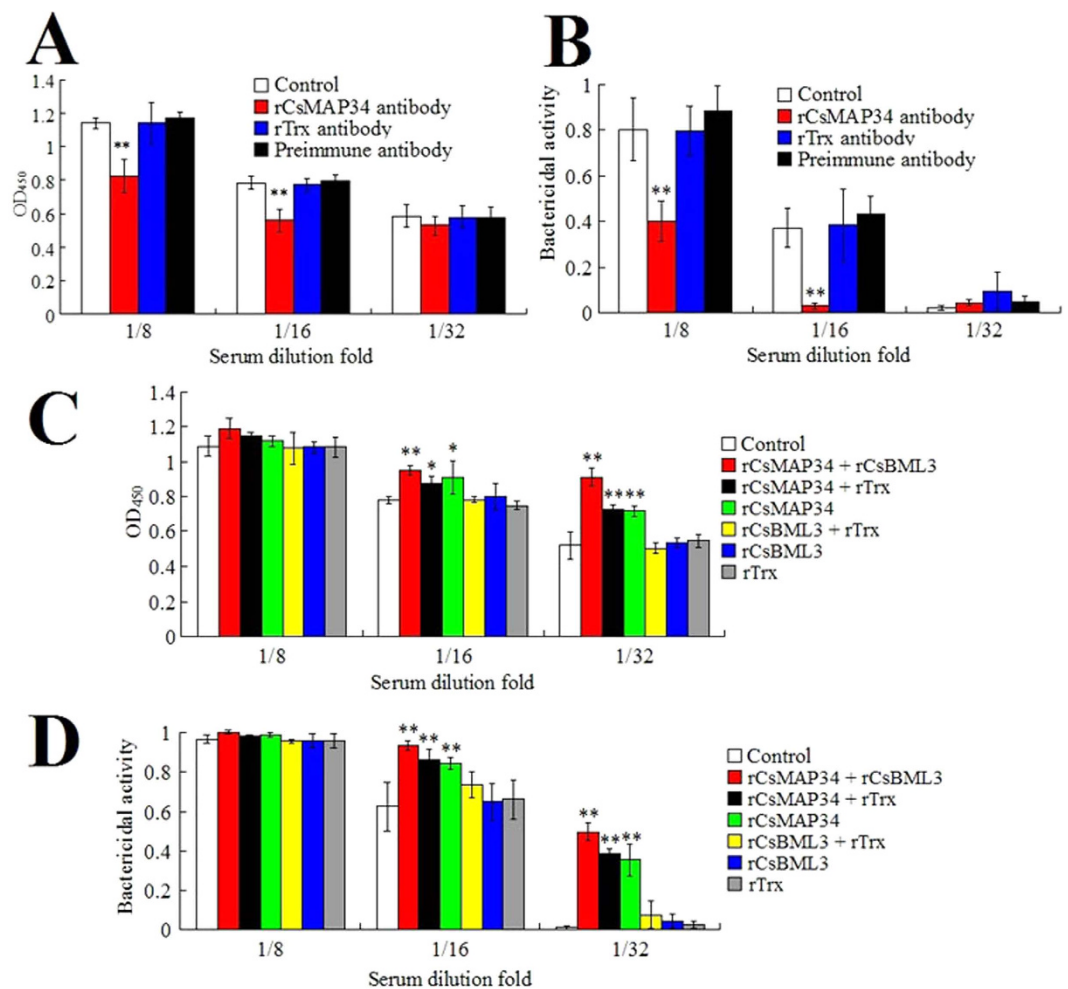 A
1.4
1.2
1
0.8
0.6
0.4
0.2
0
OD450
Control
rCsMAP34 antibody
rTrx antibody
Preimmune antibody
**
**
1/8
1/16
1/32
Serum dilution fold
B
1
0.8
0.6
0.4
0.2
0
Bactericidal activity
Control
rCsMAP34 antibody
rTrx antibody
Preimmune antibody
**
**
1/8
1/16
1/32
Serum dilution fold
C
1.4
1.2
1
0.8
0.6
0.4
0.2
0
OD450
** * *
** ** **
1/8
1/16
1/32
Serum dilution fold
Control
rCsMAP34 + rCsBML3
rCsMAP34 + rTrx
rCsMAP34
rCsBML3 + rTrx
rCsBML3
rTrx
D
1
0.8
0.6
0.4
0.2
0
Bactericidal activity
** ** **
** ** **
1/8
1/16
1/32
Serum dilution fold
Control
rCsMAP34 + rCsBML3
rCsMAP34 + rTrx
rCsMAP34
rCsBML3 + rTrx
rCsBML3
rTrx